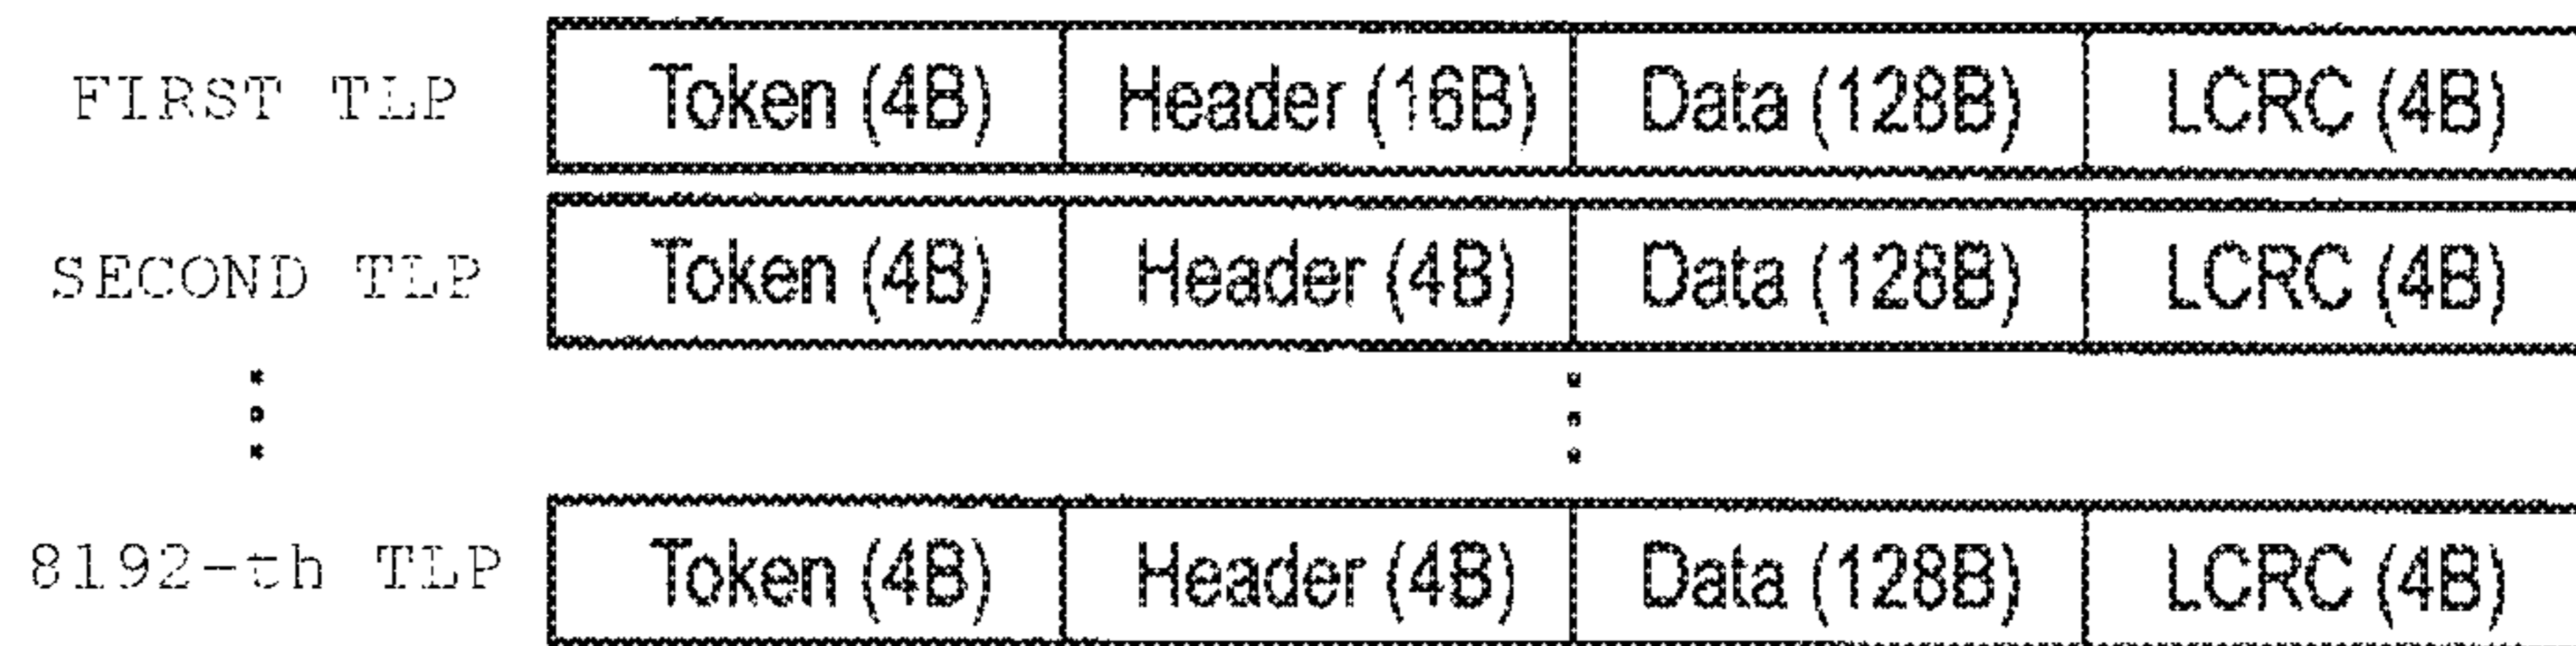 FIRST TLP Token (4B) Header (16B) Data (128B) LCRC (4B)
SECOND TLP Token (4B) Header (4B) Data (128B) LCRC (4B)
8192-th TLP Token (4B) Header (4B) Data (128B) LCRC (4B)